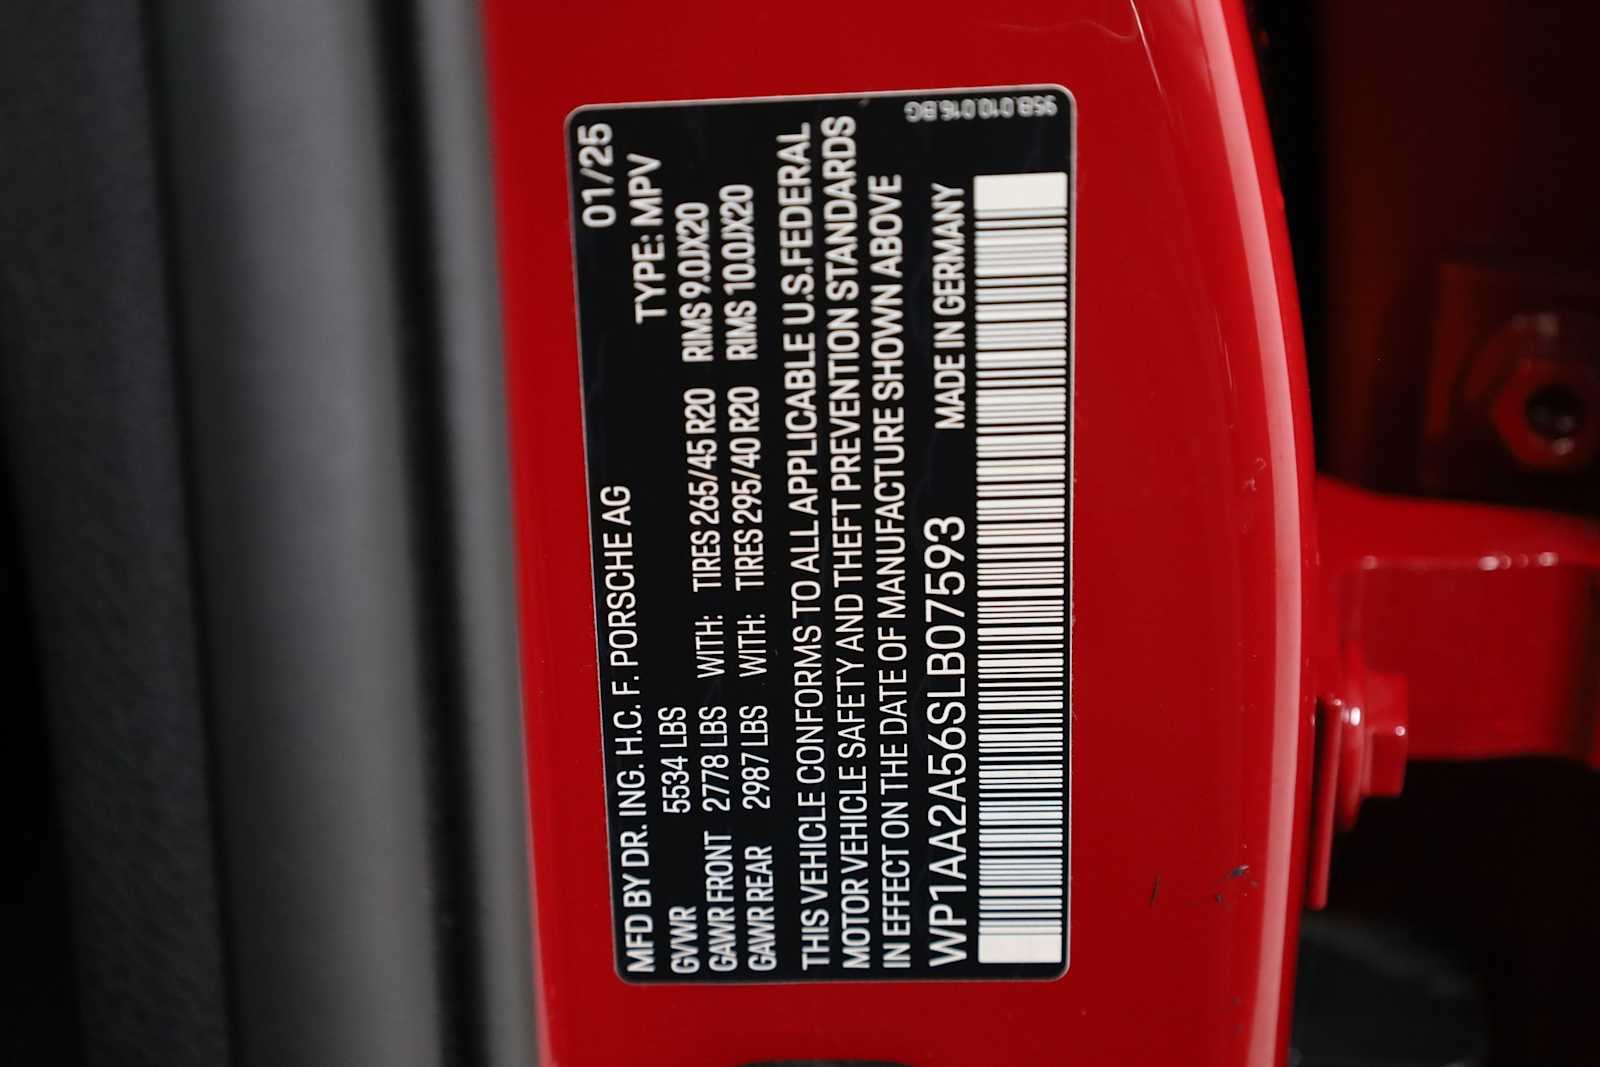 MFD BY DR. ING. H.C. F. PORSCHE AG 01/25
GVWR 5534 LBS TYPE: MPV
GAWR FRONT 2778 LBS WITH: TIRES 265/45 R20 RIMS 9.0JX20
GAWR REAR 2987 LBS WITH: TIRES 295/40 R20 RIMS 10.0JX20
THIS VEHICLE CONFORMS TO ALL APPLICABLE U.S. FEDERAL
MOTOR VEHICLE SAFETY AND THEFT PREVENTION STANDARDS
IN EFFECT ON THE DATE OF MANUFACTURE SHOWN ABOVE
WP1AA2A56SLB07593 MADE IN GERMANY
95B.010.016.BG